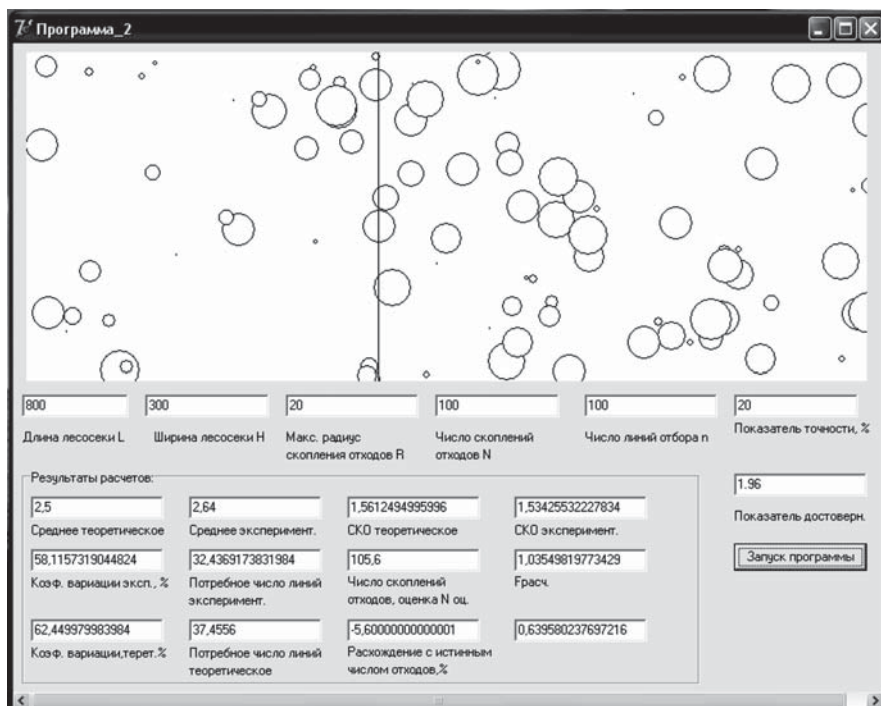 Программа_2
800 300 20 100 100 20
Длина лесосеки L Ширина лесосеки H Макс. радиус скопления отходов R Число скоплений отходов N Число линий отбора n Показатель точности, %
Результаты расчетов:
1.96
Показатель достоверн.
Запуск программы
2,5 2,64 1,5612494995996 1,53425532227834
Среднее теоретическое Среднее эксперимент. СКО теоретическое СКО эксперимент.
58,1157319044824 32,4369173831984 105,6 1,03549819773429
Коэф. вариации эксп., % Потребное число линий эксперимент. Число скоплений отходов, оценка N оц. Fрасч.
62,449979983984 37,4556 -5,60000000000001 0,639580237697216
Коэф. вариации,терет.% Потребное число линий теоретическое Расхождение с истинным числом отходов,%